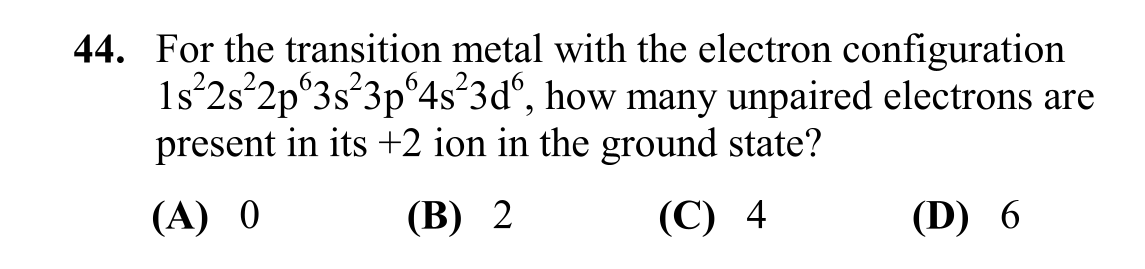 44. For the transition metal with the electron configuration
1s²2s²2p⁶3s²3p⁶4s²3d⁶, how many unpaired electrons are
present in its +2 ion in the ground state?
(A) 0 (B) 2 (C) 4 (D) 6